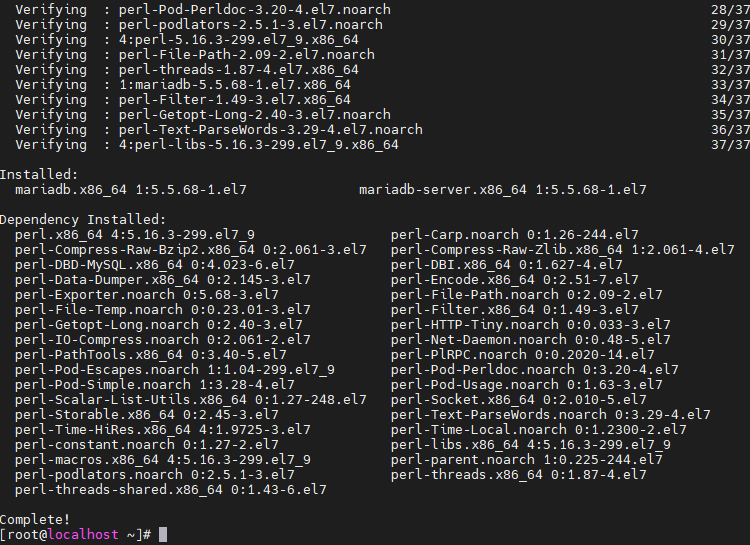 Verifying  : perl-Pod-Perldoc-3.20-4.el7.noarch 28/37
Verifying  : perl-podlators-2.5.1-3.el7.noarch 29/37
Verifying  : 4:perl-5.16.3-299.el7_9.x86_64 30/37
Verifying  : perl-File-Path-2.09-2.el7.noarch 31/37
Verifying  : perl-threads-1.87-4.el7.x86_64 32/37
Verifying  : 1:mariadb-5.5.68-1.el7.x86_64 33/37
Verifying  : perl-Filter-1.49-3.el7.x86_64 34/37
Verifying  : perl-Getopt-Long-2.40-3.el7.noarch 35/37
Verifying  : perl-Text-ParseWords-3.29-4.el7.noarch 36/37
Verifying  : 4:perl-libs-5.16.3-299.el7_9.x86_64 37/37
Installed:
mariadb.x86_64 1:5.5.68-1.el7 mariadb-server.x86_64 1:5.5.68-1.el7
Dependency Installed:
perl.x86_64 4:5.16.3-299.el7_9 perl-Carp.noarch 0:1.26-244.el7
perl-Compress-Raw-Bzip2.x86_64 0:2.061-3.el7 perl-Compress-Raw-Zlib.x86_64 1:2.061-4.el7
perl-DBD-MySQL.x86_64 0:4.023-6.el7 perl-DBI.x86_64 0:1.627-4.el7
perl-Data-Dumper.x86_64 0:2.145-3.el7 perl-Encode.x86_64 0:2.51-7.el7
perl-Exporter.noarch 0:5.68-3.el7 perl-File-Path.noarch 0:2.09-2.el7
perl-File-Temp.noarch 0:0.23.01-3.el7 perl-Filter.x86_64 0:1.49-3.el7
perl-Getopt-Long.noarch 0:2.40-3.el7 perl-HTTP-Tiny.noarch 0:0.033-3.el7
perl-IO-Compress.noarch 0:2.061-2.el7 perl-Net-Daemon.noarch 0:0.48-5.el7
perl-PathTools.x86_64 0:3.40-5.el7 perl-PlRPC.noarch 0:0.2020-14.el7
perl-Pod-Escapes.noarch 1:1.04-299.el7_9 perl-Pod-Perldoc.noarch 0:3.20-4.el7
perl-Pod-Simple.noarch 1:3.28-4.el7 perl-Pod-Usage.noarch 0:1.63-3.el7
perl-Scalar-List-Utils.x86_64 0:1.27-248.el7 perl-Socket.x86_64 0:2.010-5.el7
perl-Storable.x86_64 0:2.45-3.el7 perl-Text-ParseWords.noarch 0:3.29-4.el7
perl-Time-HiRes.x86_64 4:1.9725-3.el7 perl-Time-Local.noarch 0:1.2300-2.el7
perl-constant.noarch 0:1.27-2.el7 perl-libs.x86_64 4:5.16.3-299.el7_9
perl-macros.x86_64 4:5.16.3-299.el7_9 perl-parent.noarch 1:0.225-244.el7
perl-podlators.noarch 0:2.5.1-3.el7 perl-threads.x86_64 0:1.87-4.el7
perl-threads-shared.x86_64 0:1.43-6.el7
Complete!
[root@localhost ~]#